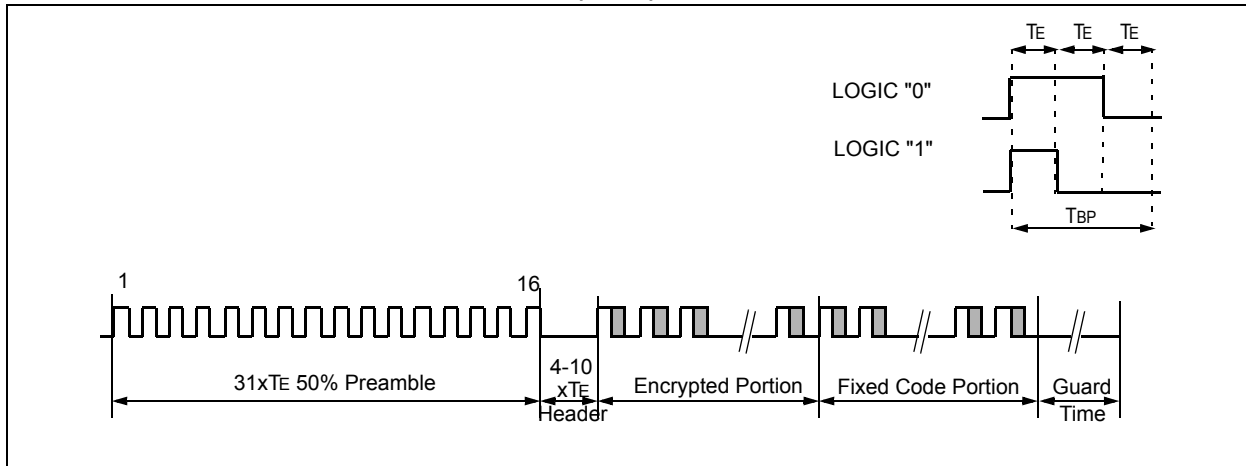 TE TE TE
LOGIC "0"
LOGIC "1"
TBP
1
16
31xTE 50% Preamble
4-10
xTE
Header
Encrypted Portion
Fixed Code Portion
Guard
Time